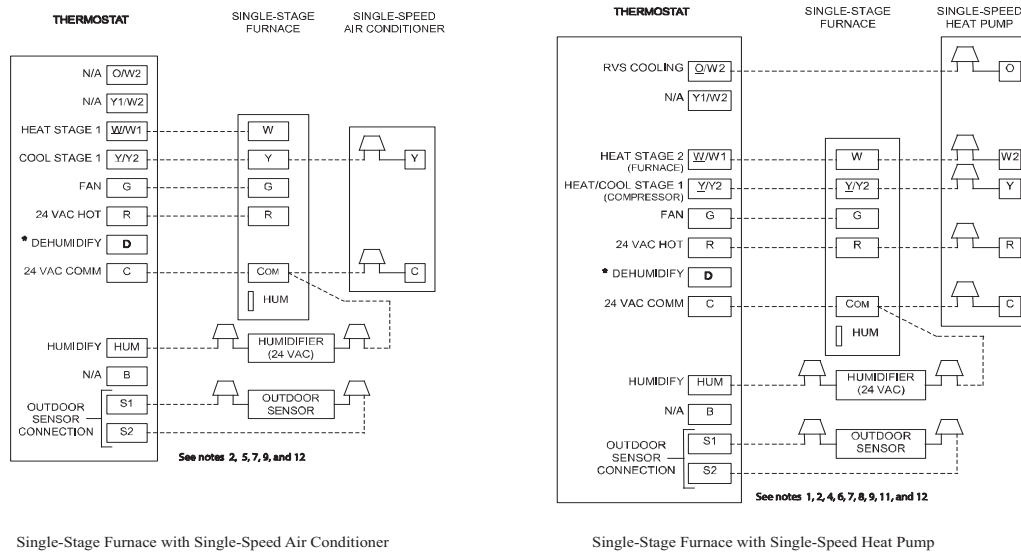 THERMOSTAT
SINGLE-STAGE
FURNACE
SINGLE-SPEED
AIR CONDITIONER
N/A O/W2
N/A Y1/W2
HEAT STAGE 1 W/W1 W
COOL STAGE 1 Y/Y2 Y Y
FAN G G
24 VAC HOT R R
* DEHUMIDIFY D
24 VAC COMM C COM C
HUM
HUMIDIFY HUM HUMIDIFIER
(24 VAC)
N/A B
OUTDOOR
SENSOR
CONNECTION
S1
S2
OUTDOOR
SENSOR
See notes 2, 5, 7, 9, and 12
Single-Stage Furnace with Single-Speed Air Conditioner
THERMOSTAT
SINGLE-STAGE
FURNACE
SINGLE-SPEED
HEAT PUMP
RVS COOLING O/W2 O
N/A Y1/W2
HEAT STAGE 2 W/W1 W W2
(FURNACE)
HEAT/COOL STAGE 1 Y/Y2 Y/Y2 Y
(COMPRESSOR)
FAN G G
24 VAC HOT R R R
* DEHUMIDIFY D
24 VAC COMM C COM C
HUM
HUMIDIFY HUM HUMIDIFIER
(24 VAC)
N/A B
OUTDOOR
SENSOR
CONNECTION
S1
S2
OUTDOOR
SENSOR
See notes 1, 2, 4, 6, 7, 8, 9, 11, and 12
Single-Stage Furnace with Single-Speed Heat Pump